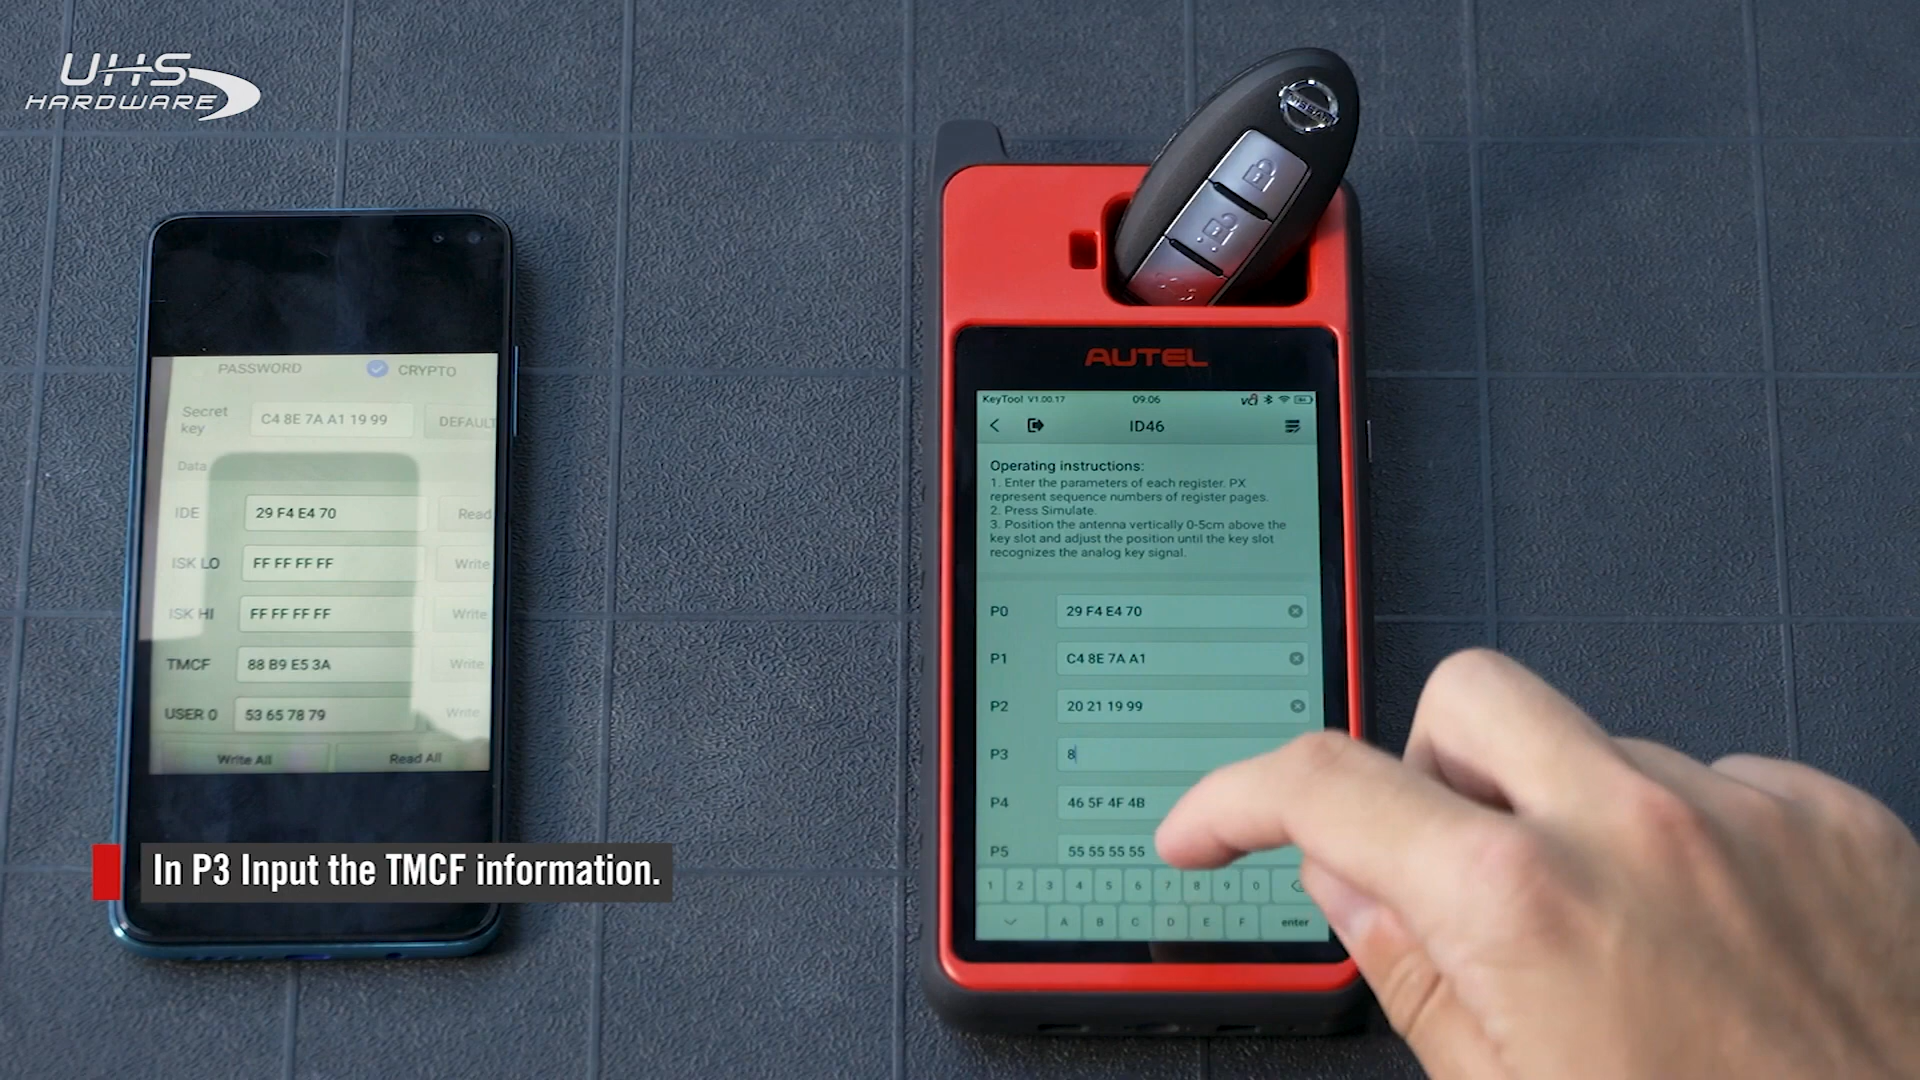 UHS
HARDWARE
NISSAN
PASSWORD
CRYPTO
Secret key
C4 8E 7A A1 19 99
DEFAULT
Data
IDE
29 F4 E4 70
Read
ISK LO
FF FF FF FF
Write
ISK HI
FF FF FF FF
Write
TMCF
88 B9 E5 3A
Write
USER 0
53 65 78 79
Write
Write All
Read All
In P3 Input the TMCF information.
AUTEL
KeyTool V1.00.17
09:06
VCI
ID46
Operating instructions:
1. Enter the parameters of each register. PX
represent sequence numbers of register pages.
2. Press Simulate.
3. Position the antenna vertically 0-5cm above the
key slot and adjust the position until the key slot
recognizes the analog key signal.
P0
29 F4 E4 70
P1
C4 8E 7A A1
P2
20 21 19 99
P3
8
P4
46 5F 4F 4B
P5
55 55 55 55
1 2 3 4 5 6 7 8 9 0
A B C D E F enter